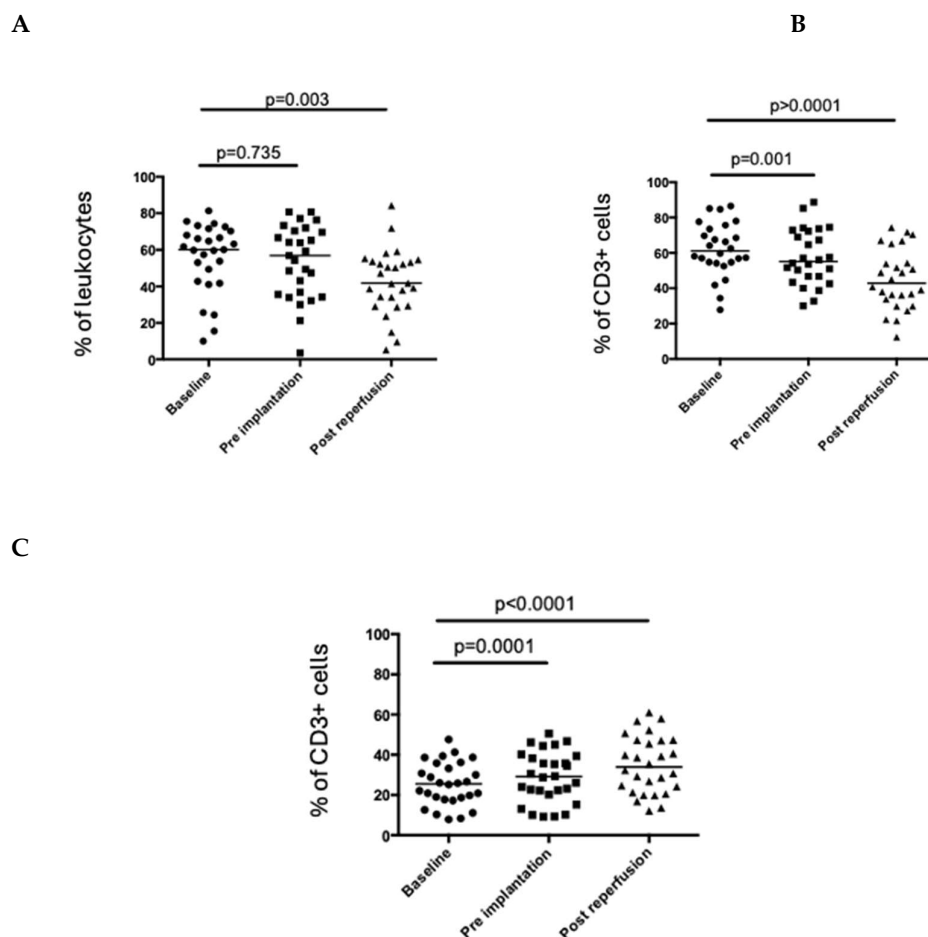 A
B
p=0.003
p=0.735
% of leukocytes
100
80
60
40
20
0
Baseline
Pre implantation
Post reperfusion
p>0.0001
p=0.001
% of CD3+ cells
100
80
60
40
20
0
Baseline
Pre implantation
Post reperfusion
C
p<0.0001
p=0.0001
% of CD3+ cells
100
80
60
40
20
0
Baseline
Pre implantation
Post reperfusion